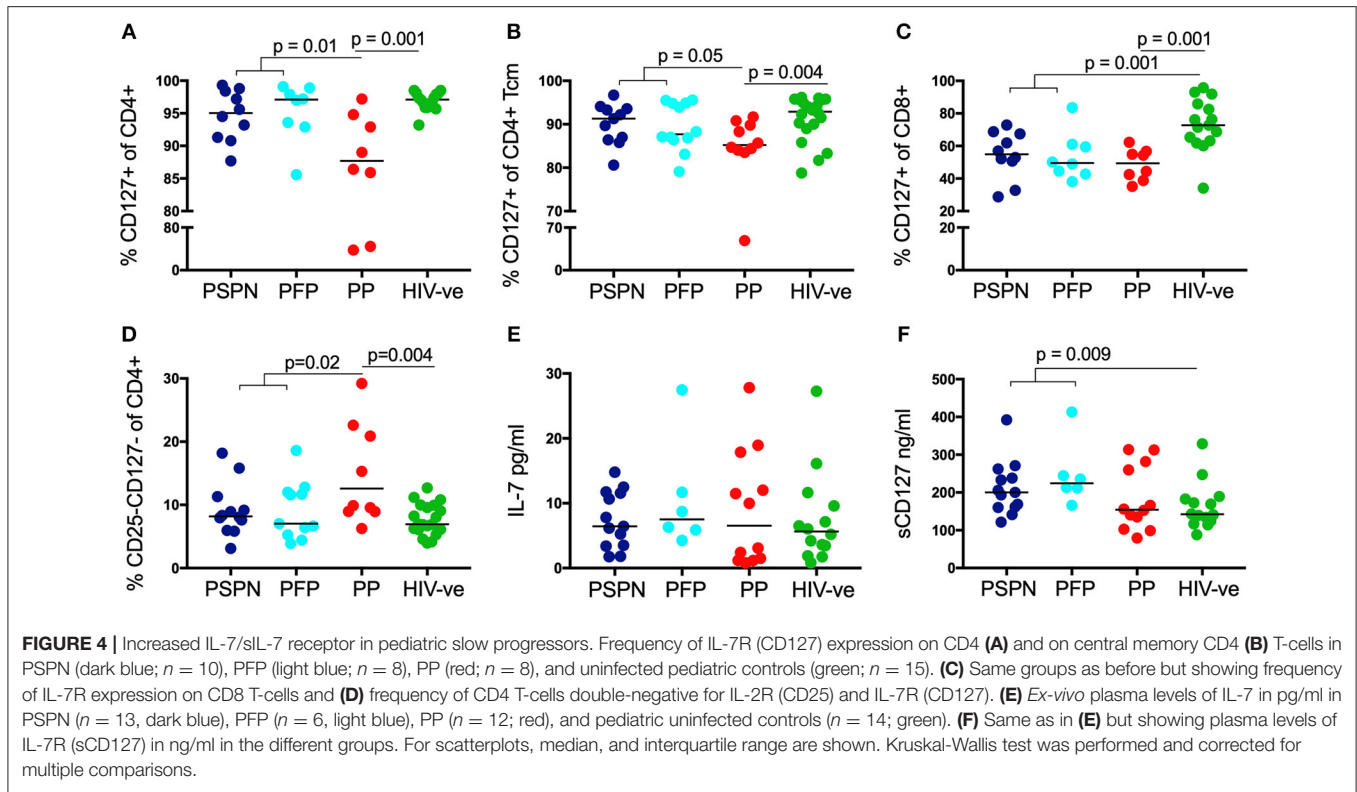 A
p = 0.01
p = 0.001
% CD127+ of CD4+
100
95
90
85
80
80
0
PSPN PFP PP HIV-ve
B
p = 0.05
p = 0.004
% CD127+ of CD4+ Tcm
100
90
80
70
70
0
PSPN PFP PP HIV-ve
C
p = 0.001
p = 0.001
% CD127+ of CD8+
100
80
60
40
20
0
PSPN PFP PP HIV-ve
D
p=0.02
p=0.004
% CD25-CD127- of CD4+
30
20
10
0
PSPN PFP PP HIV-ve
E
IL-7 pg/ml
30
20
10
0
PSPN PFP PP HIV-ve
F
p = 0.009
sCD127 ng/ml
500
400
300
200
100
0
PSPN PFP PP HIV-ve
FIGURE 4 | Increased IL-7/sIL-7 receptor in pediatric slow progressors. Frequency of IL-7R (CD127) expression on CD4 (A) and on central memory CD4 (B) T-cells in
PSPN (dark blue; n = 10), PFP (light blue; n = 8), PP (red; n = 8), and uninfected pediatric controls (green; n = 15). (C) Same groups as before but showing frequency
of IL-7R expression on CD8 T-cells and (D) frequency of CD4 T-cells double-negative for IL-2R (CD25) and IL-7R (CD127). (E) Ex-vivo plasma levels of IL-7 in pg/ml in
PSPN (n = 13, dark blue), PFP (n = 6, light blue), PP (n = 12; red), and pediatric uninfected controls (n = 14; green). (F) Same as in (E) but showing plasma levels of
IL-7R (sCD127) in ng/ml in the different groups. For scatterplots, median, and interquartile range are shown. Kruskal-Wallis test was performed and corrected for
multiple comparisons.